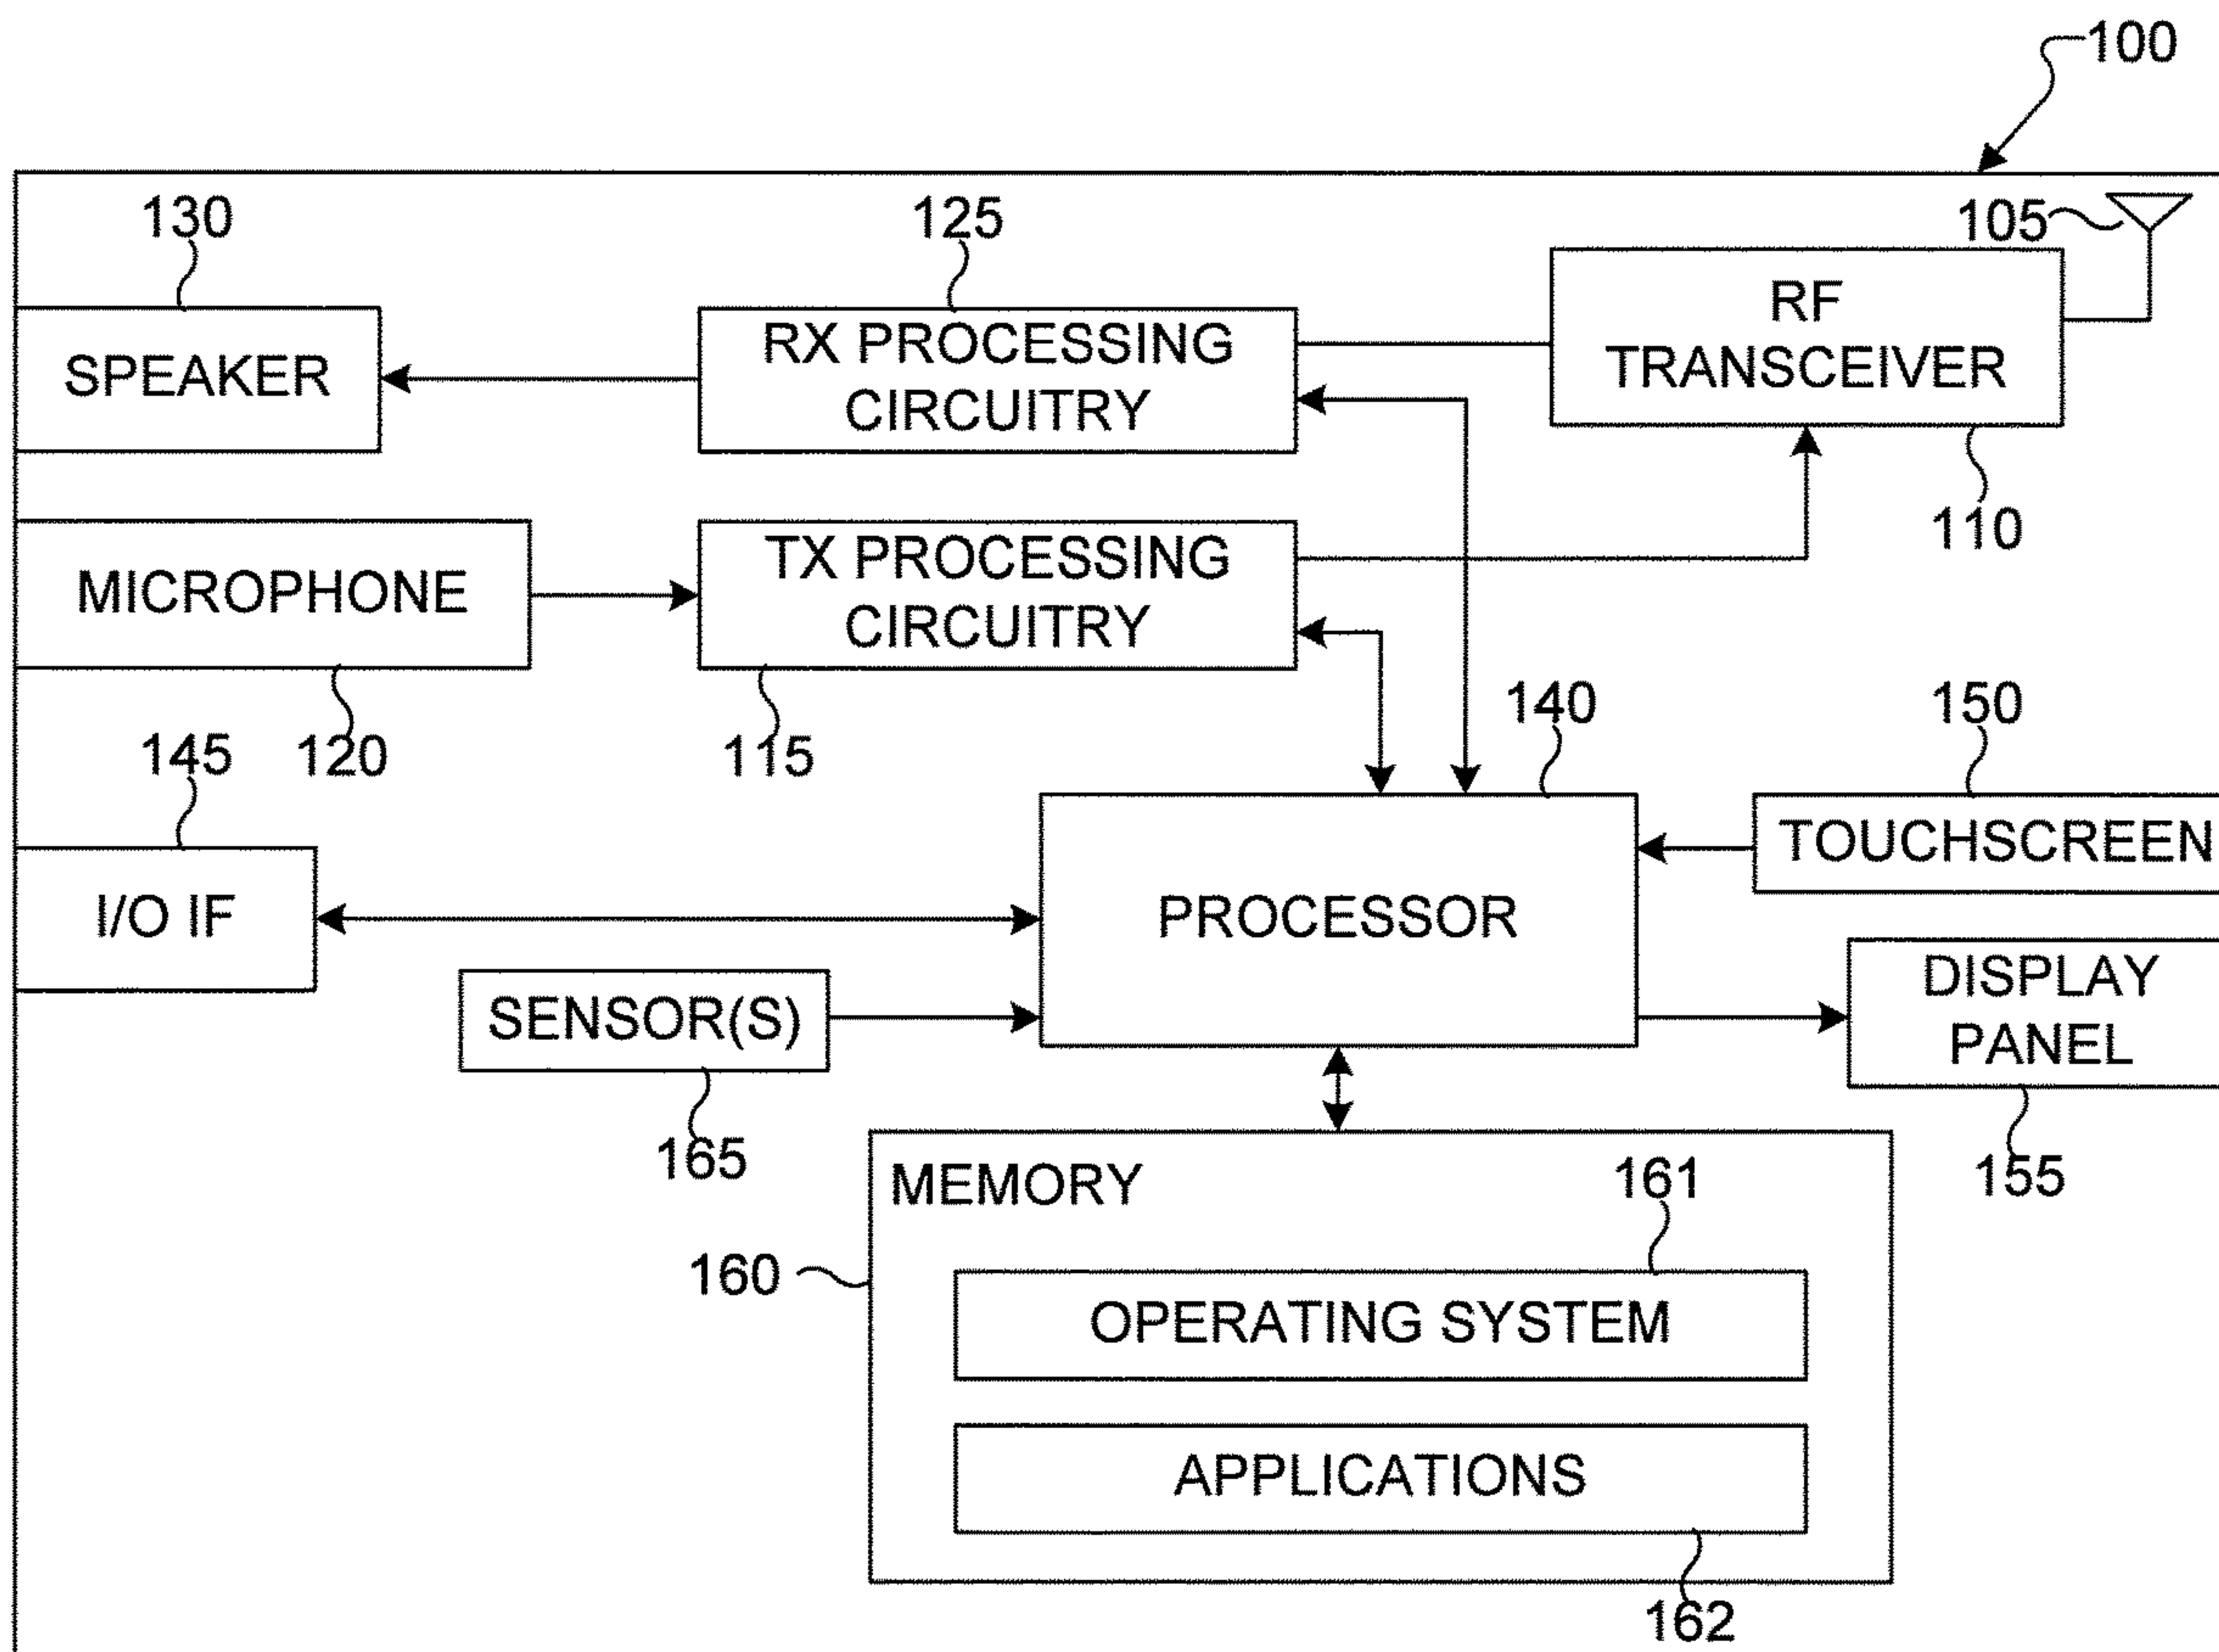 100
130
125
105
SPEAKER
RX PROCESSING
CIRCUITRY
RF
TRANSCEIVER
110
MICROPHONE
TX PROCESSING
CIRCUITRY
120
115
145
140
150
I/O IF
PROCESSOR
TOUCHSCREEN
SENSOR(S)
165
DISPLAY
PANEL
155
MEMORY
160
161
OPERATING SYSTEM
APPLICATIONS
162